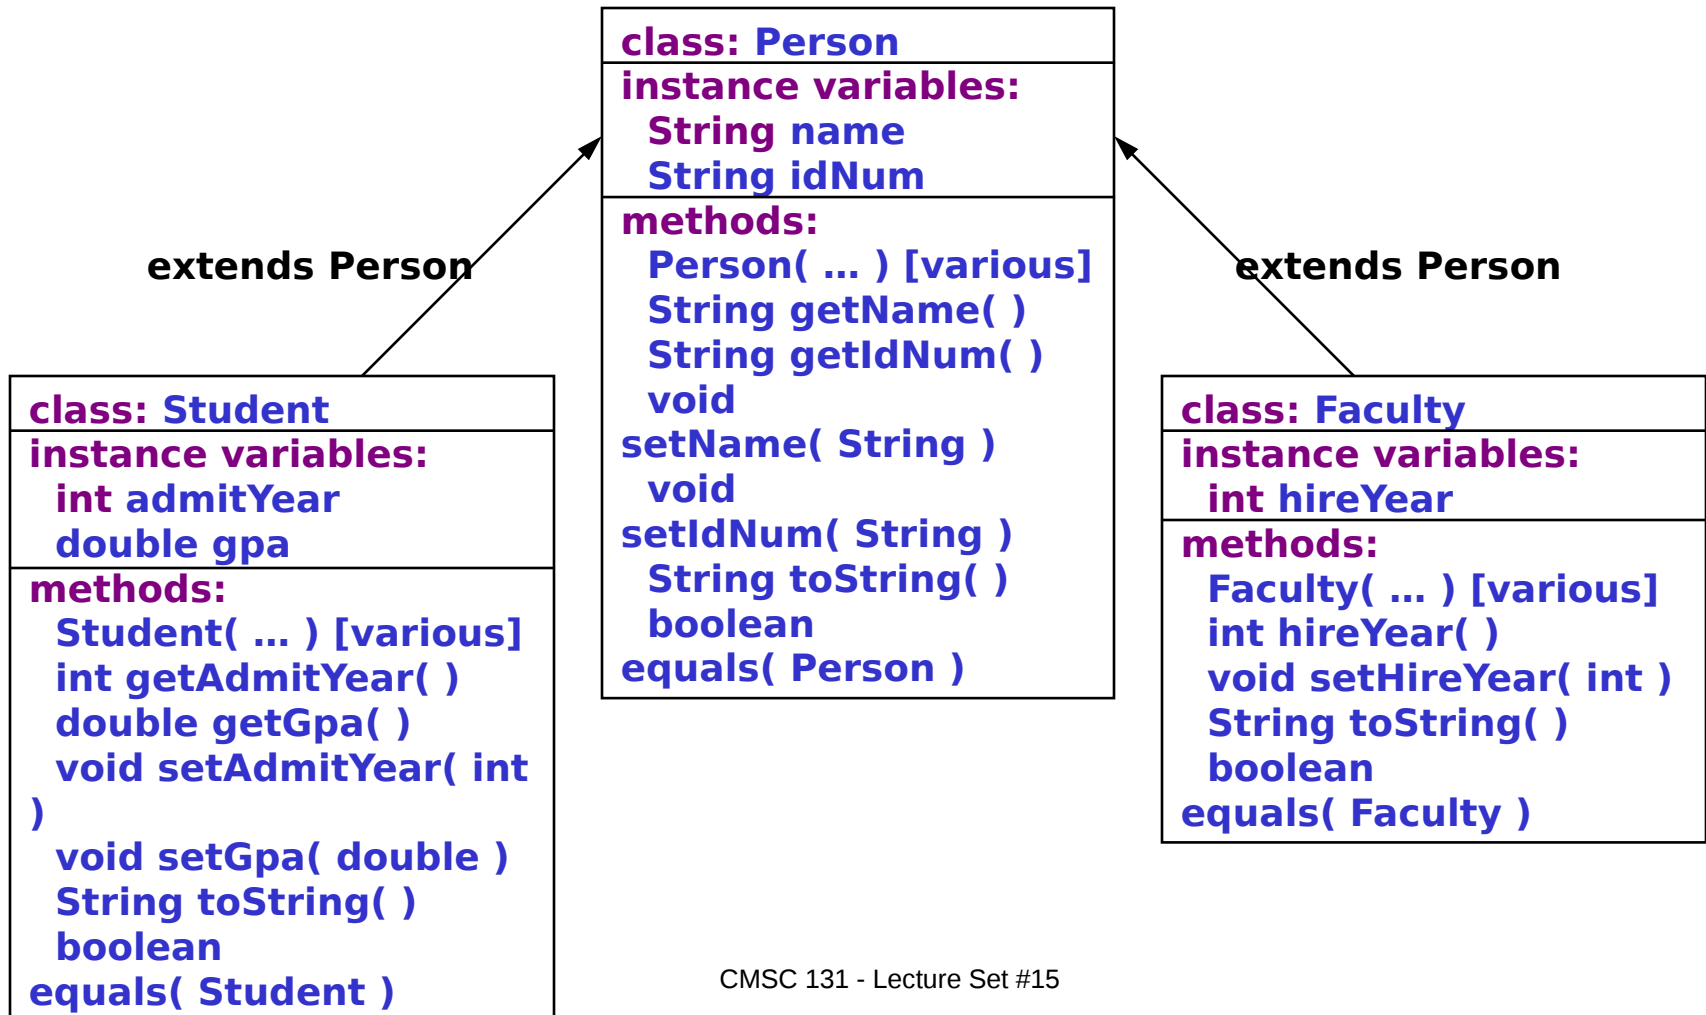 class: Person
instance variables:
String name
String idNum
methods:
Person( … ) [various]
String getName( )
String getIdNum( )
void
setName( String )
void
setIdNum( String )
String toString( )
boolean
equals( Person )
extends Person
extends Person
class: Student
instance variables:
int admitYear
double gpa
methods:
Student( … ) [various]
int getAdmitYear( )
double getGpa( )
void setAdmitYear( int
)
void setGpa( double )
String toString( )
boolean
equals( Student )
class: Faculty
instance variables:
int hireYear
methods:
Faculty( … ) [various]
int hireYear( )
void setHireYear( int )
String toString( )
boolean
equals( Faculty )
CMSC 131 - Lecture Set #15